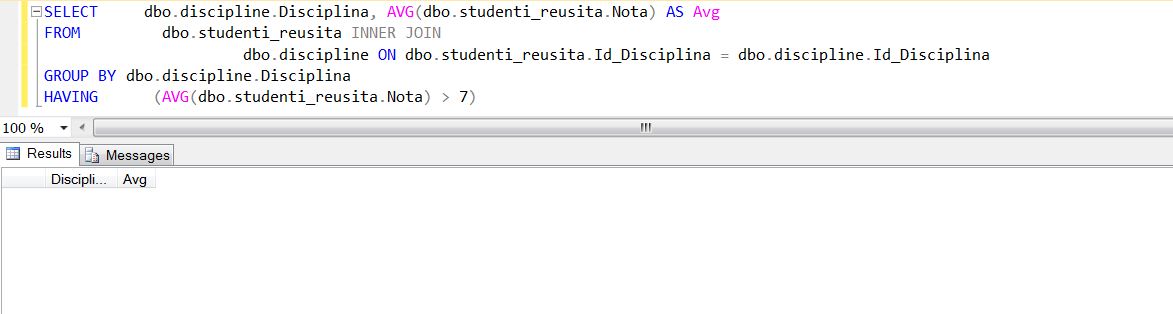 SELECT dbo.discipline.Disciplina, AVG(dbo.studenti_reusita.Nota) AS Avg
FROM dbo.studenti_reusita INNER JOIN
dbo.discipline ON dbo.studenti_reusita.Id_Disciplina = dbo.discipline.Id_Disciplina
GROUP BY dbo.discipline.Disciplina
HAVING (AVG(dbo.studenti_reusita.Nota) > 7)
100 %
Results Messages
Discipli... Avg